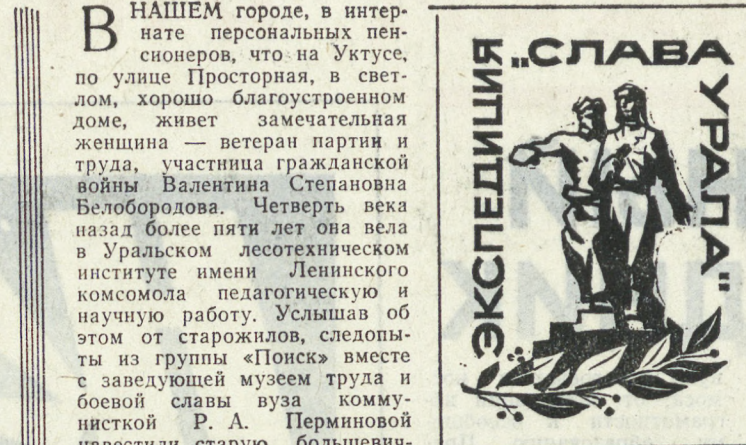 В НАШЕМ городе, в интер-
нате персональных пен-
сионеров, что на Уктусе,
по улице Просторная, в свет-
лом, хорошо благоустроенном
доме, живет замечательная
женщина — ветеран партии и
труда, участница гражданской
войны Валентина Степановна
Белобородова. Четверть века
назад более пяти лет она вела
в Уральском лесотехническом
институте имени Ленинского
комсомола педагогическую и
научную работу. Услышав об
этом от старожилов, следопы-
ты из группы «Поиск» вместе
с заведующей музеем труда и
боевой славы вуза комму-
нисткой Р. А. Перминовой
навестили старую большевич-
ЭКСПЕДИЦИЯ
„СЛАВА
УРАЛА"